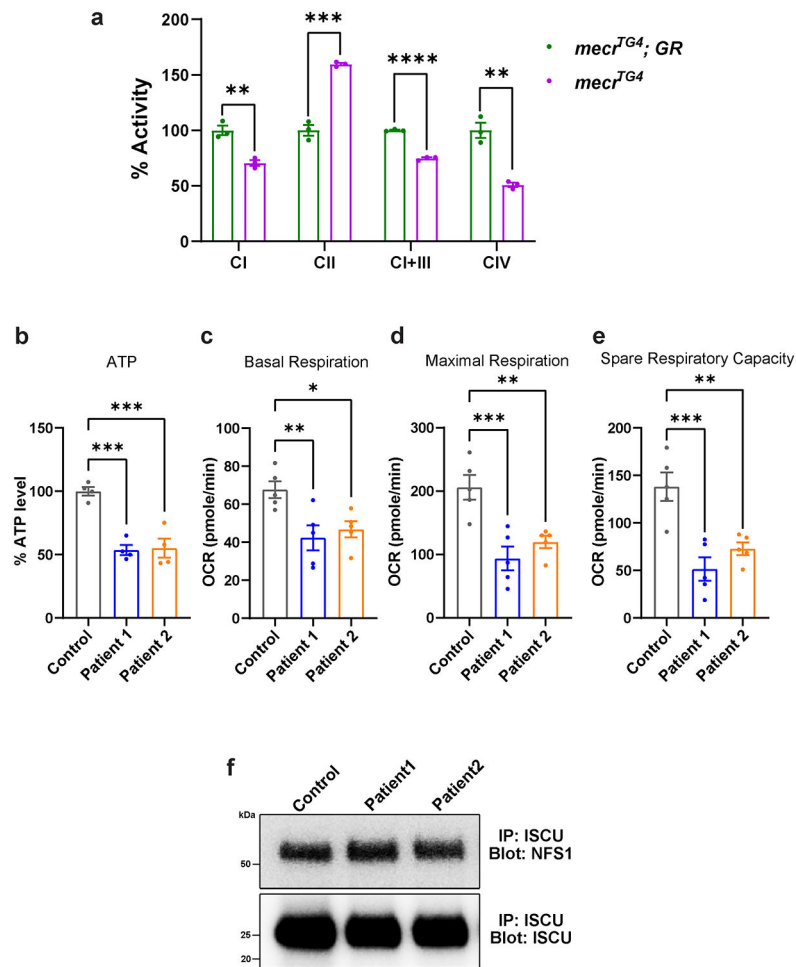 a
% Activity
200
150
100
50
0
**
***
****
**
CI
CII
CI+III
CIV
mecrTG4; GR
mecrTG4
b
ATP
% ATP level
150
100
50
0
***
***
Control
Patient 1
Patient 2
c
Basal Respiration
OCR (pmole/min)
100
80
60
40
20
0
*
**
Control
Patient 1
Patient 2
d
Maximal Respiration
OCR (pmole/min)
300
200
100
0
**
***
Control
Patient 1
Patient 2
e
Spare Respiratory Capacity
OCR (pmole/min)
200
150
100
50
0
**
***
Control
Patient 1
Patient 2
f
Control
Patient1
Patient2
kDa
50
IP: ISCU
Blot: NFS1
25
20
IP: ISCU
Blot: ISCU